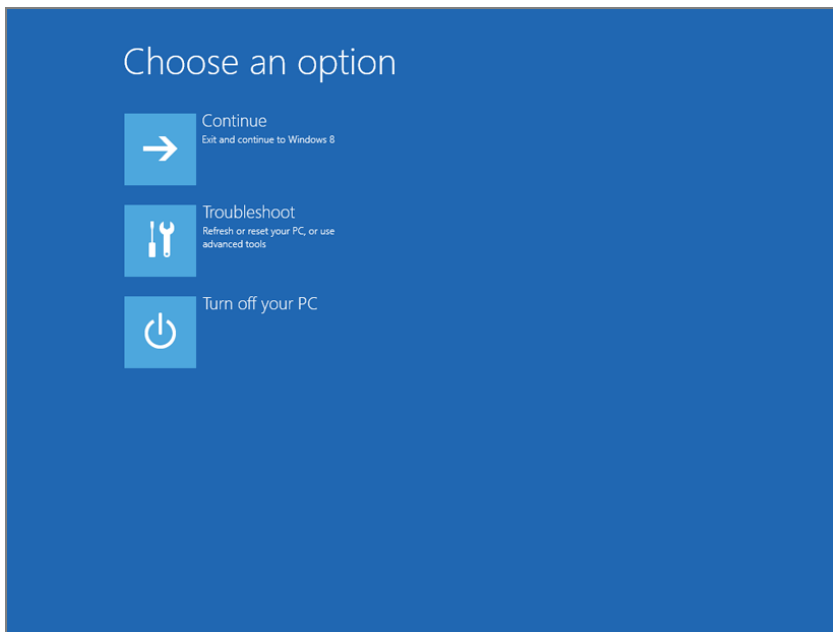 Choose an option
Continue
Exit and continue to Windows 8
Troubleshoot
Refresh or reset your PC, or use
advanced tools
Turn off your PC